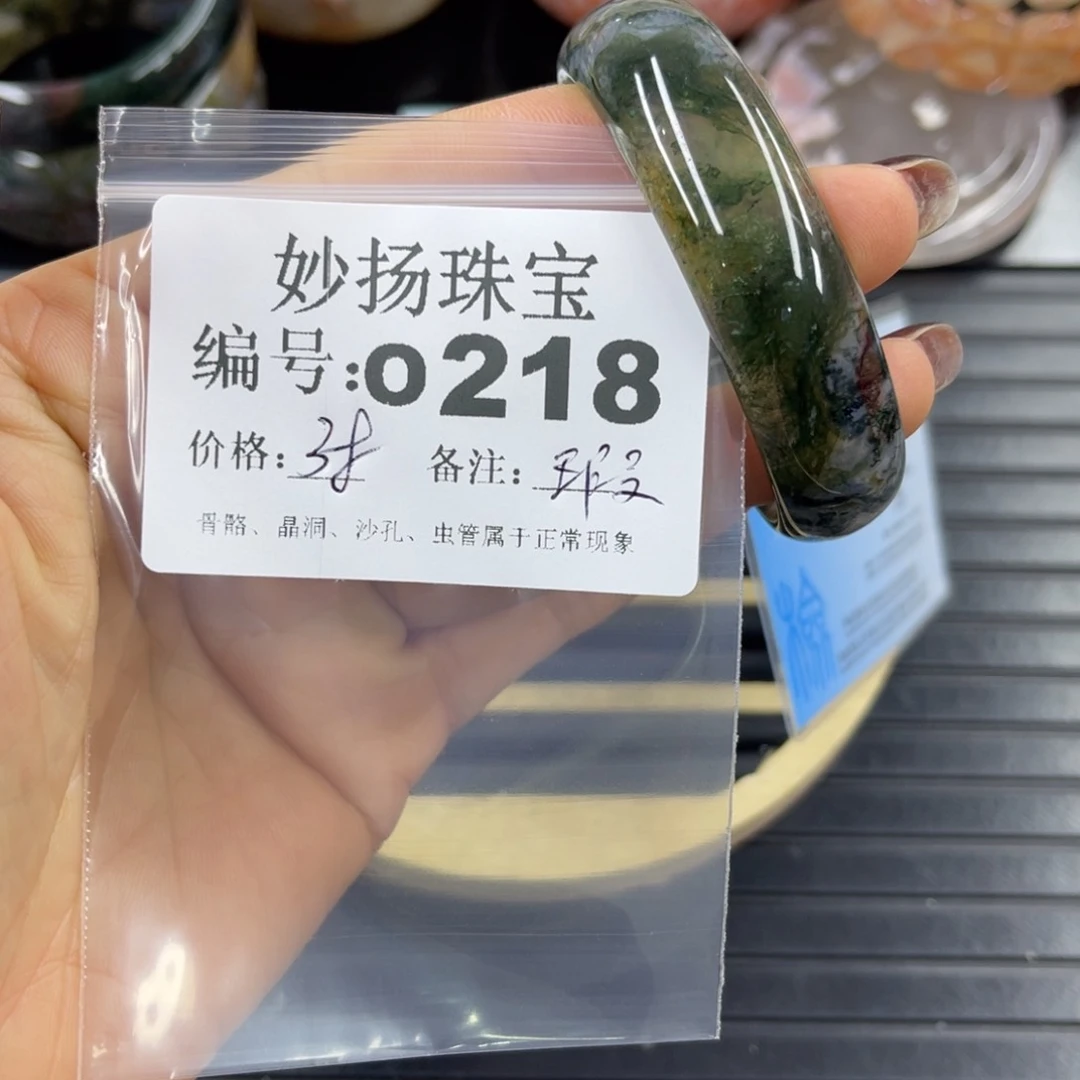 妙扬珠宝
编号:0218
价格: 备注:
骨骼、晶洞、沙孔、虫管属于正常现象